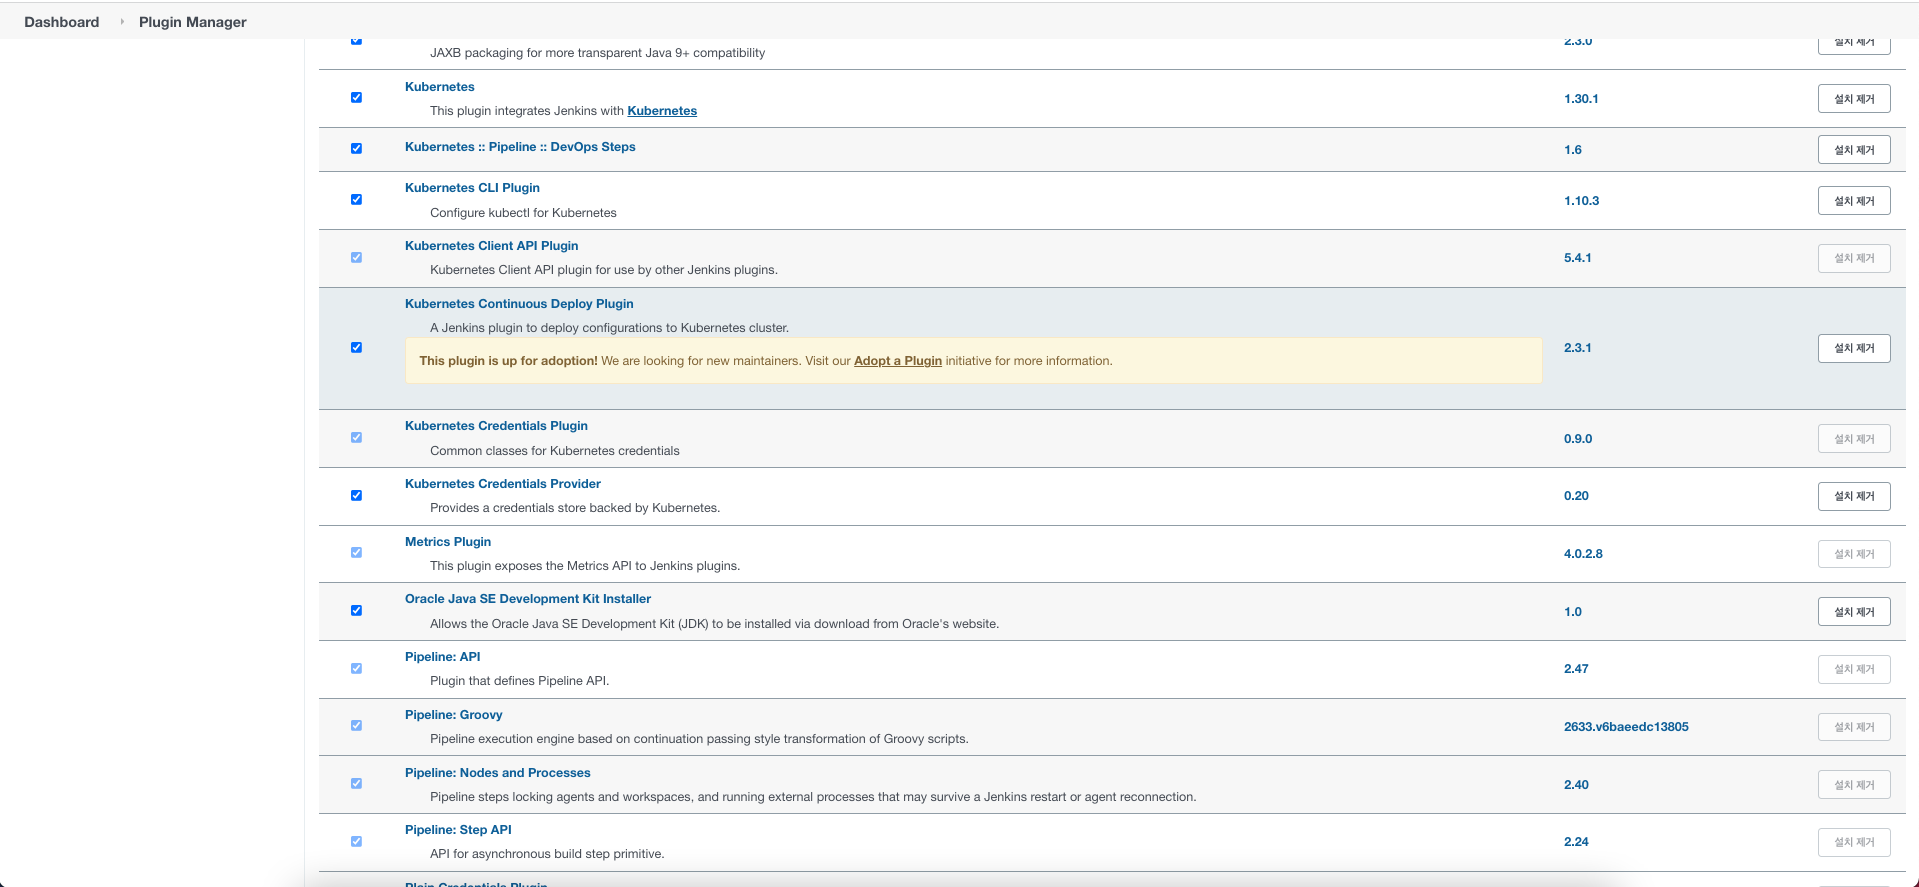 Dashboard
Plugin Manager
JAXB packaging for more transparent Java 9+ compatibility
2.3.0
설치 제거
Kubernetes
This plugin integrates Jenkins with Kubernetes
1.30.1
설치 제거
Kubernetes :: Pipeline :: DevOps Steps
1.6
설치 제거
Kubernetes CLI Plugin
Configure kubectl for Kubernetes
1.10.3
설치 제거
Kubernetes Client API Plugin
Kubernetes Client API plugin for use by other Jenkins plugins.
5.4.1
설치 제거
Kubernetes Continuous Deploy Plugin
A Jenkins plugin to deploy configurations to Kubernetes cluster.
This plugin is up for adoption! We are looking for new maintainers. Visit our Adopt a Plugin initiative for more information.
2.3.1
설치 제거
Kubernetes Credentials Plugin
Common classes for Kubernetes credentials
0.9.0
설치 제거
Kubernetes Credentials Provider
Provides a credentials store backed by Kubernetes.
0.20
설치 제거
Metrics Plugin
This plugin exposes the Metrics API to Jenkins plugins.
4.0.2.8
설치 제거
Oracle Java SE Development Kit Installer
Allows the Oracle Java SE Development Kit (JDK) to be installed via download from Oracle's website.
1.0
설치 제거
Pipeline: API
Plugin that defines Pipeline API.
2.47
설치 제거
Pipeline: Groovy
Pipeline execution engine based on continuation passing style transformation of Groovy scripts.
2633.v6baeedc13805
설치 제거
Pipeline: Nodes and Processes
Pipeline steps locking agents and workspaces, and running external processes that may survive a Jenkins restart or agent reconnection.
2.40
설치 제거
Pipeline: Step API
API for asynchronous build step primitive.
2.24
설치 제거
Plain Credentials Plugin